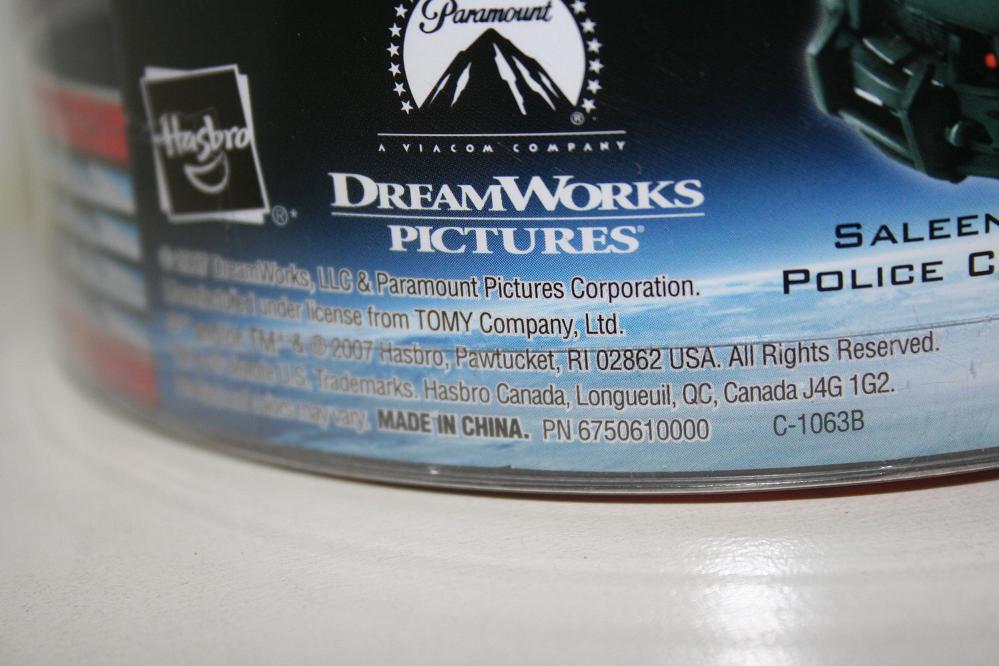 Paramount
®
A VIACOM COMPANY
Hasbro
®*
DREAMWORKS
PICTURES®
SALEEN
POLICE C
DreamWorks, LLC & Paramount Pictures Corporation.
under license from TOMY Company, Ltd.
TM* & © 2007 Hasbro, Pawtucket, RI 02862 USA. All Rights Reserved.
U.S. Trademarks. Hasbro Canada, Longueuil, QC, Canada J4G 1G2.
colors may vary. MADE IN CHINA. PN 6750610000 C-1063B